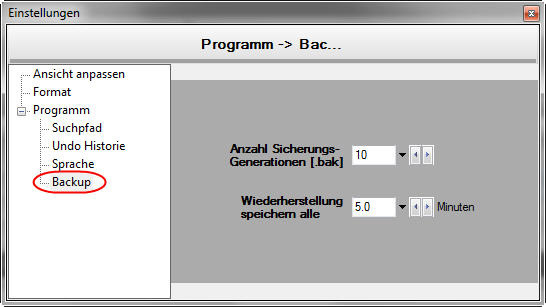 Einstellungen
Programm -> Bac...
Ansicht anpassen
Format
Programm
Suchpfad
Undo Historie
Sprache
Backup
Anzahl Sicherungs-
Generationen [.bak]
10
Wiederherstellung
speichern alle
5.0
Minuten